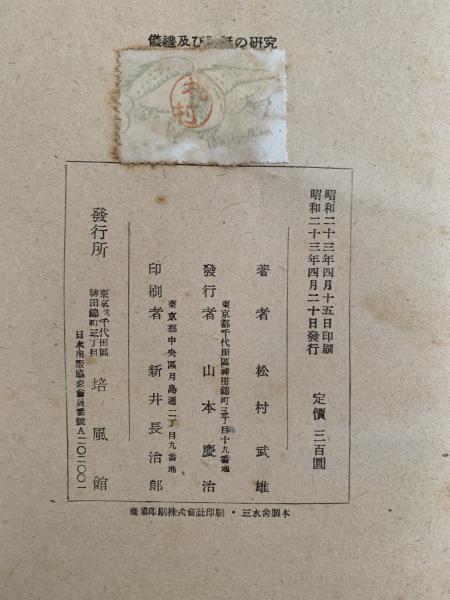 儀禮及び神話の研究
松村
昭和二十三年四月十五日印刷
昭和二十三年四月二十日發行
定價 三百圓
著者 松村武雄
東京都千代田區神田錦町三丁目十九番地
發行者 山本慶治
東京都中央區月島通二丁目九番地
印刷者 新井長治郎
發行所
東京都千代田區
神田錦町三丁目
培風館
日本出版協會會員番號A二〇二〇〇一
產業印刷株式會社印刷・三水舍製本